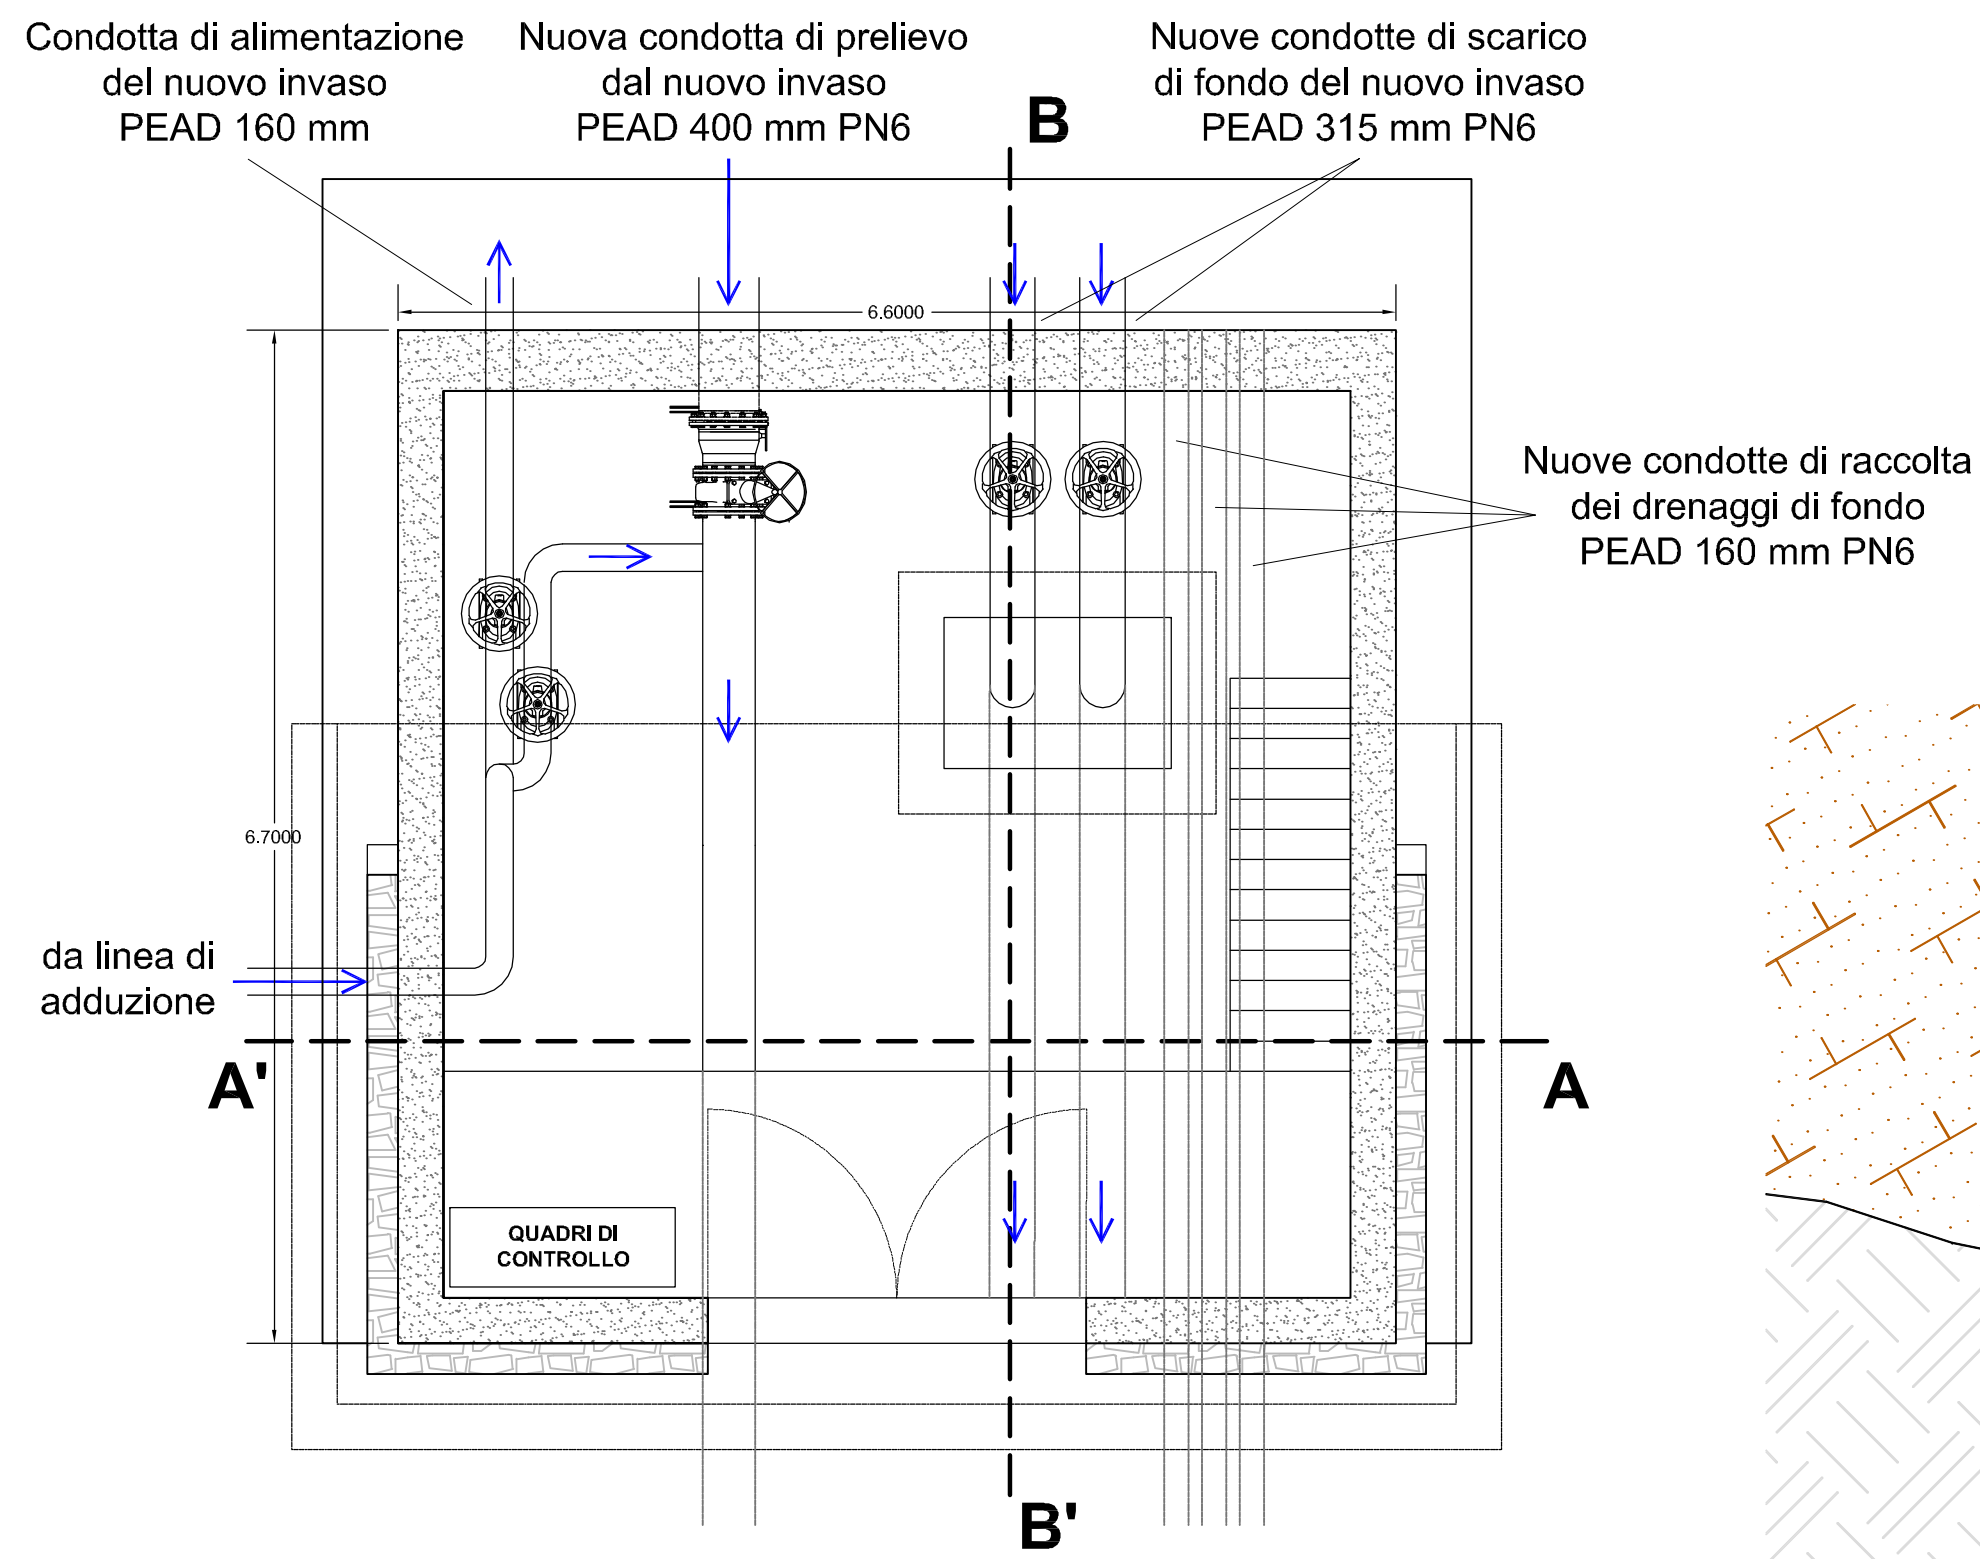 Condotta di alimentazione
del nuovo invaso
PEAD 160 mm
Nuova condotta di prelievo
dal nuovo invaso
PEAD 400 mm PN6
Nuove condotte di scarico
di fondo del nuovo invaso
PEAD 315 mm PN6
B
6.6000
Nuove condotte di raccolta
dei drenaggi di fondo
PEAD 160 mm PN6
6.7000
da linea di
adduzione
A'
A
QUADRI DI
CONTROLLO
B'